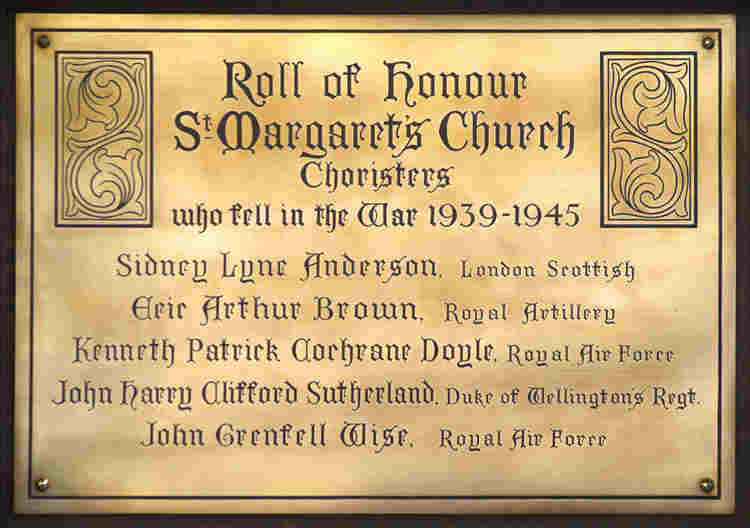 Roll of Honour
St Margaret's Church
Choristers
who fell in the War 1939-1945
Sidney Lyne Anderson, London Scottish
Eric Arthur Brown, Royal Artillery
Kenneth Patrick Cochrane Doyle, Royal Air Force
John Harry Clifford Sutherland, Duke of Wellington's Regt.
John Grenfell Wise, Royal Air Force